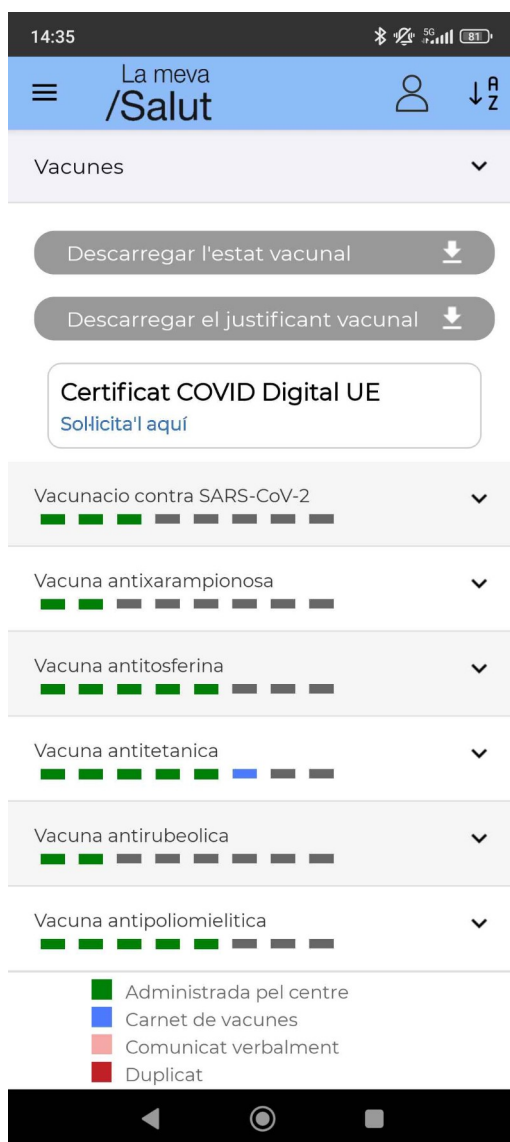 14:35
5G
81
La meva
/Salut
A
Z
Vacunes
Descarregar l'estat vacunal
Descarregar el justificant vacunal
Certificat COVID Digital UE
Sol·licita'l aquí
Vacunacio contra SARS-CoV-2
Vacuna antixarampionosa
Vacuna antitosferina
Vacuna antitetanica
Vacuna antirubeolica
Vacuna antipoliomielitica
Administrada pel centre
Carnet de vacunes
Comunicat verbalment
Duplicat